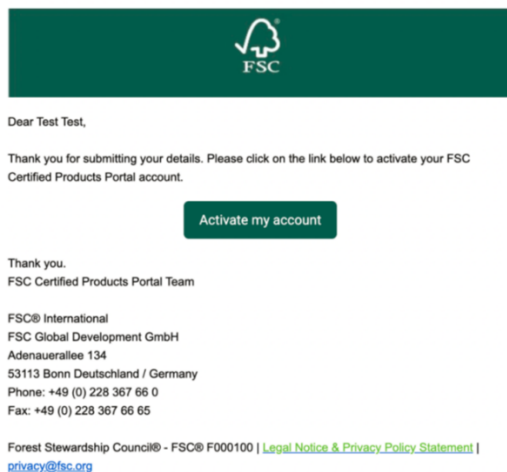 FSC
Dear Test Test,
Thank you for submitting your details. Please click on the link below to activate your FSC
Certified Products Portal account.
Activate my account
Thank you.
FSC Certified Products Portal Team
FSC® International
FSC Global Development GmbH
Adenauerallee 134
53113 Bonn Deutschland / Germany
Phone: +49 (0) 228 367 66 0
Fax: +49 (0) 228 367 66 65
Forest Stewardship Council® - FSC® F000100 | Legal Notice & Privacy Policy Statement |
privacy@fsc.org